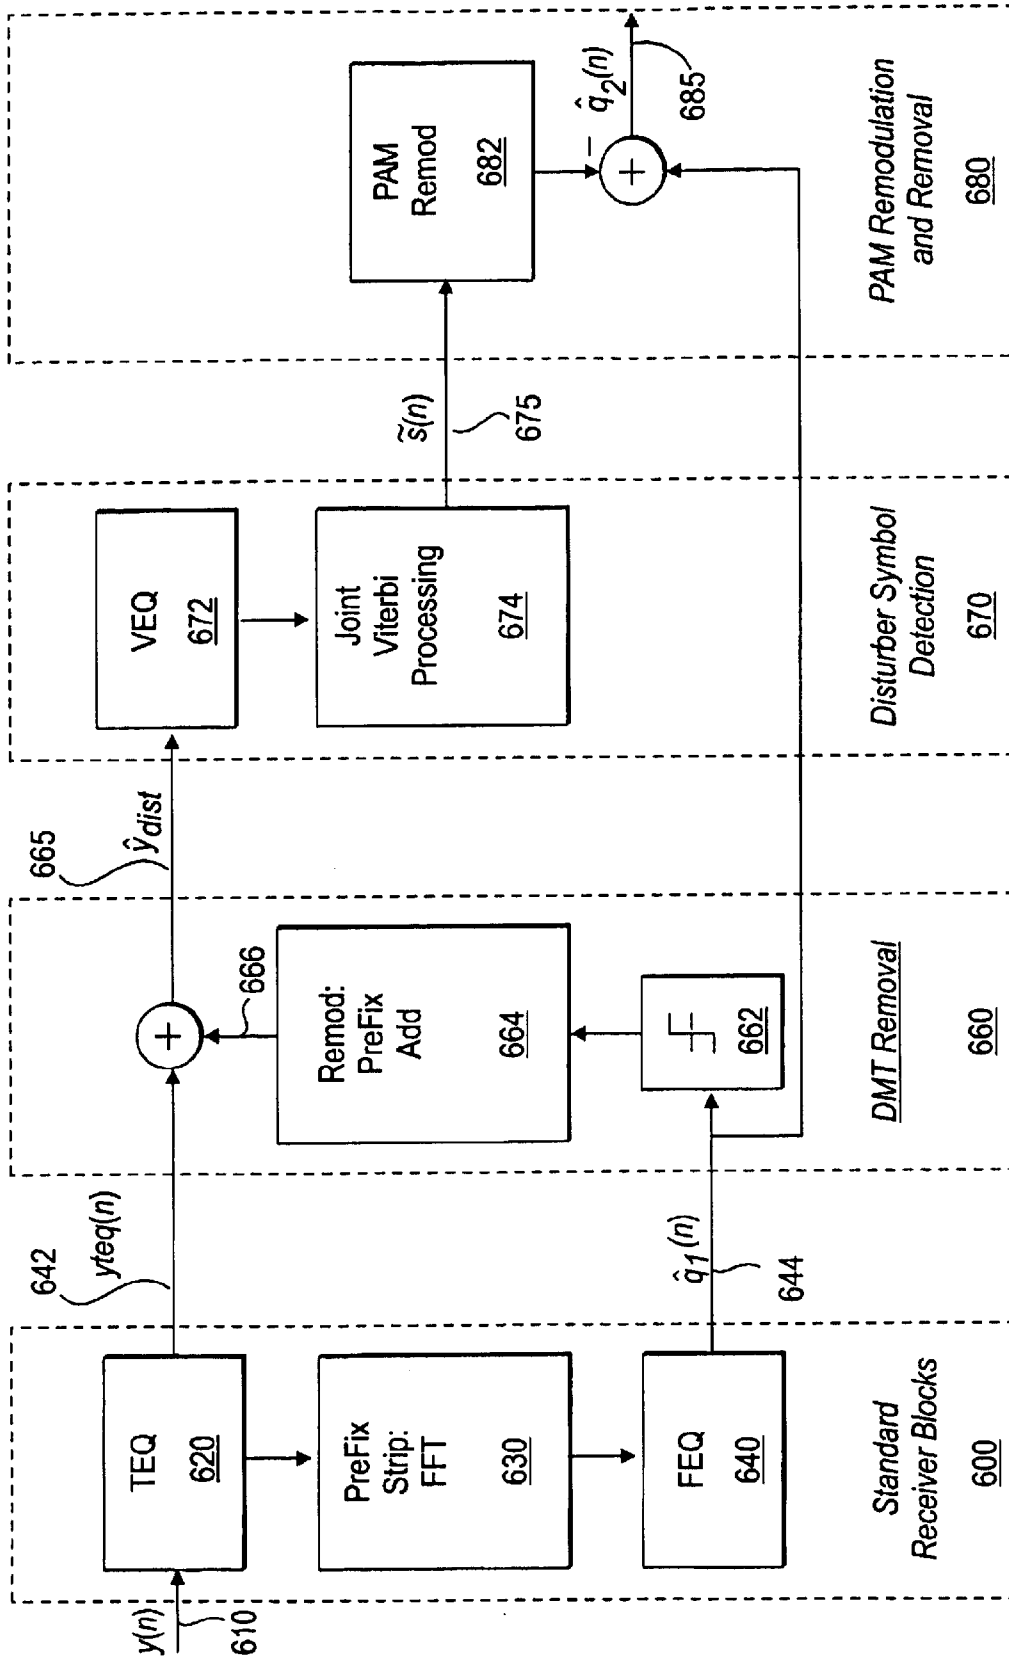 y(n)
610
TEQ
620
PreFix
Strip:
FFT
630
FEQ
640
Standard
Receiver Blocks
600
642
yteq(n)
q̂1(n)
644
+
666
Remod:
PreFix
Add
664
662
DMT Removal
660
665
ŷdist
VEQ
672
Joint
Viterbi
Processing
674
Disturber Symbol
Detection
670
s̃(n)
675
PAM
Remod
682
−
+
q̂2(n)
685
PAM Remodulation
and Removal
680